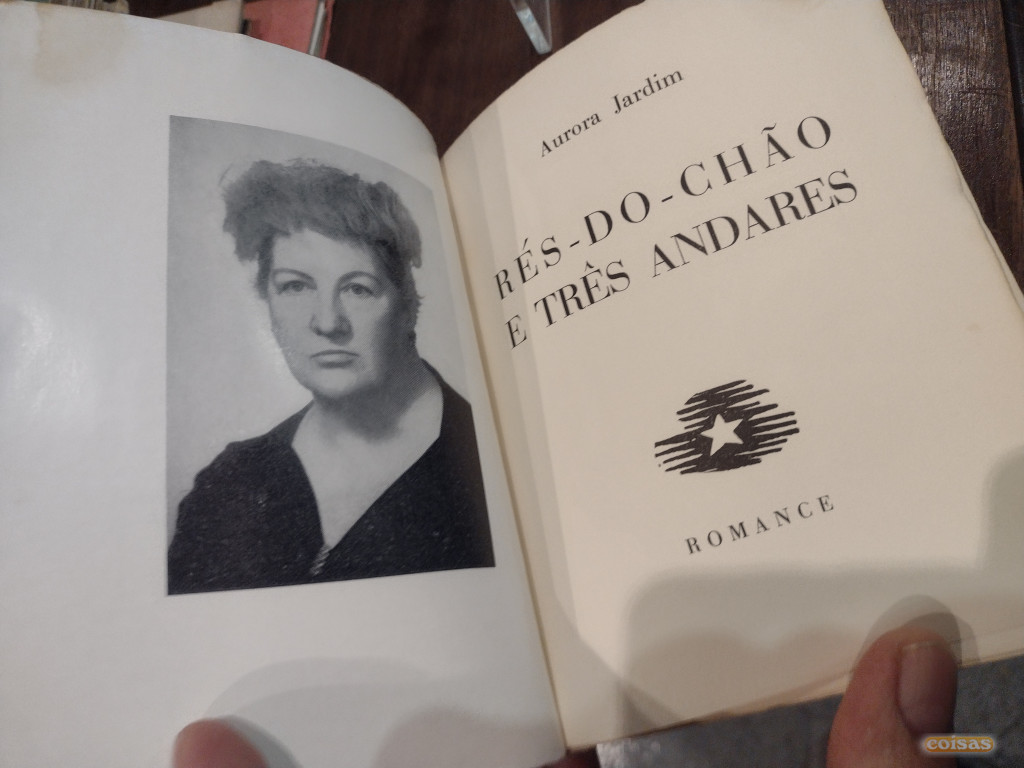 Aurora Jardim
RÉS-DO-CHÃO
E TRÊS ANDARES
ROMANCE
coisas